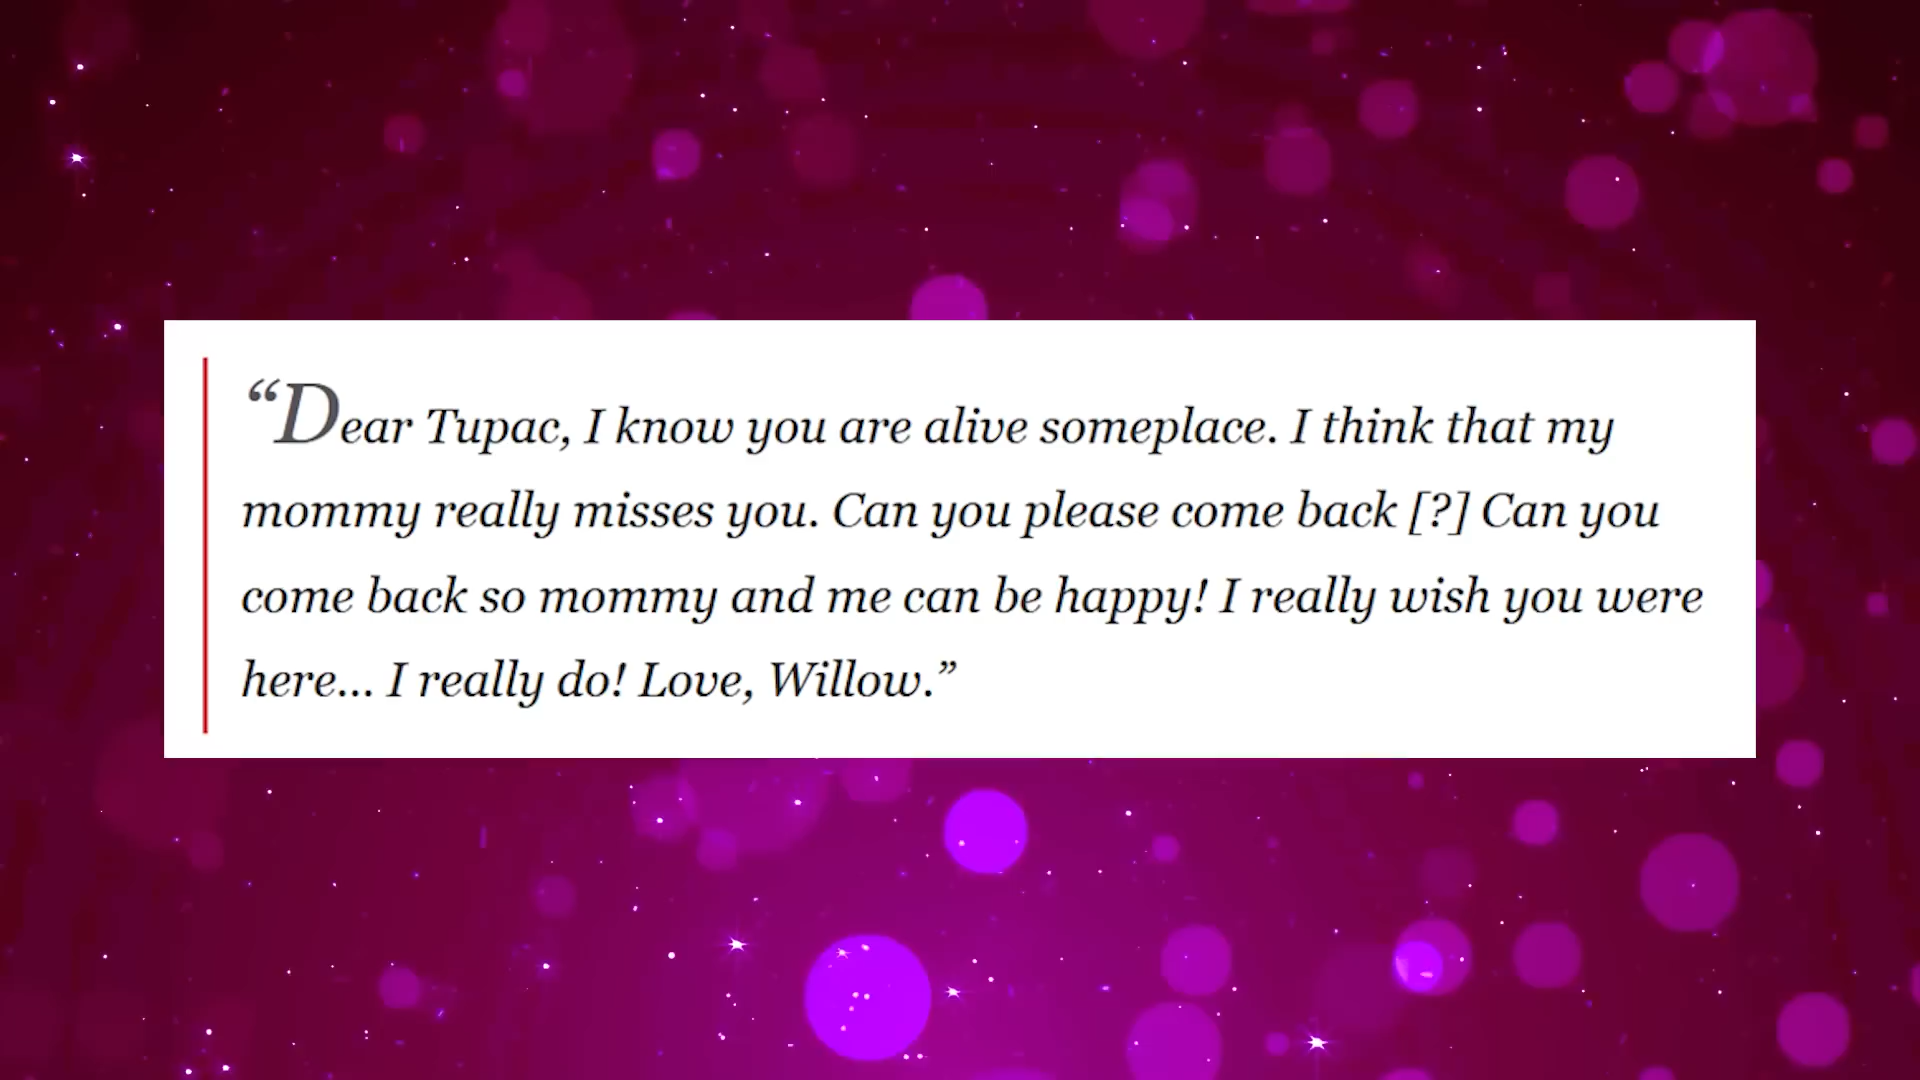 “Dear Tupac, I know you are alive someplace. I think that my
mommy really misses you. Can you please come back [?] Can you
come back so mommy and me can be happy! I really wish you were
here... I really do! Love, Willow.”